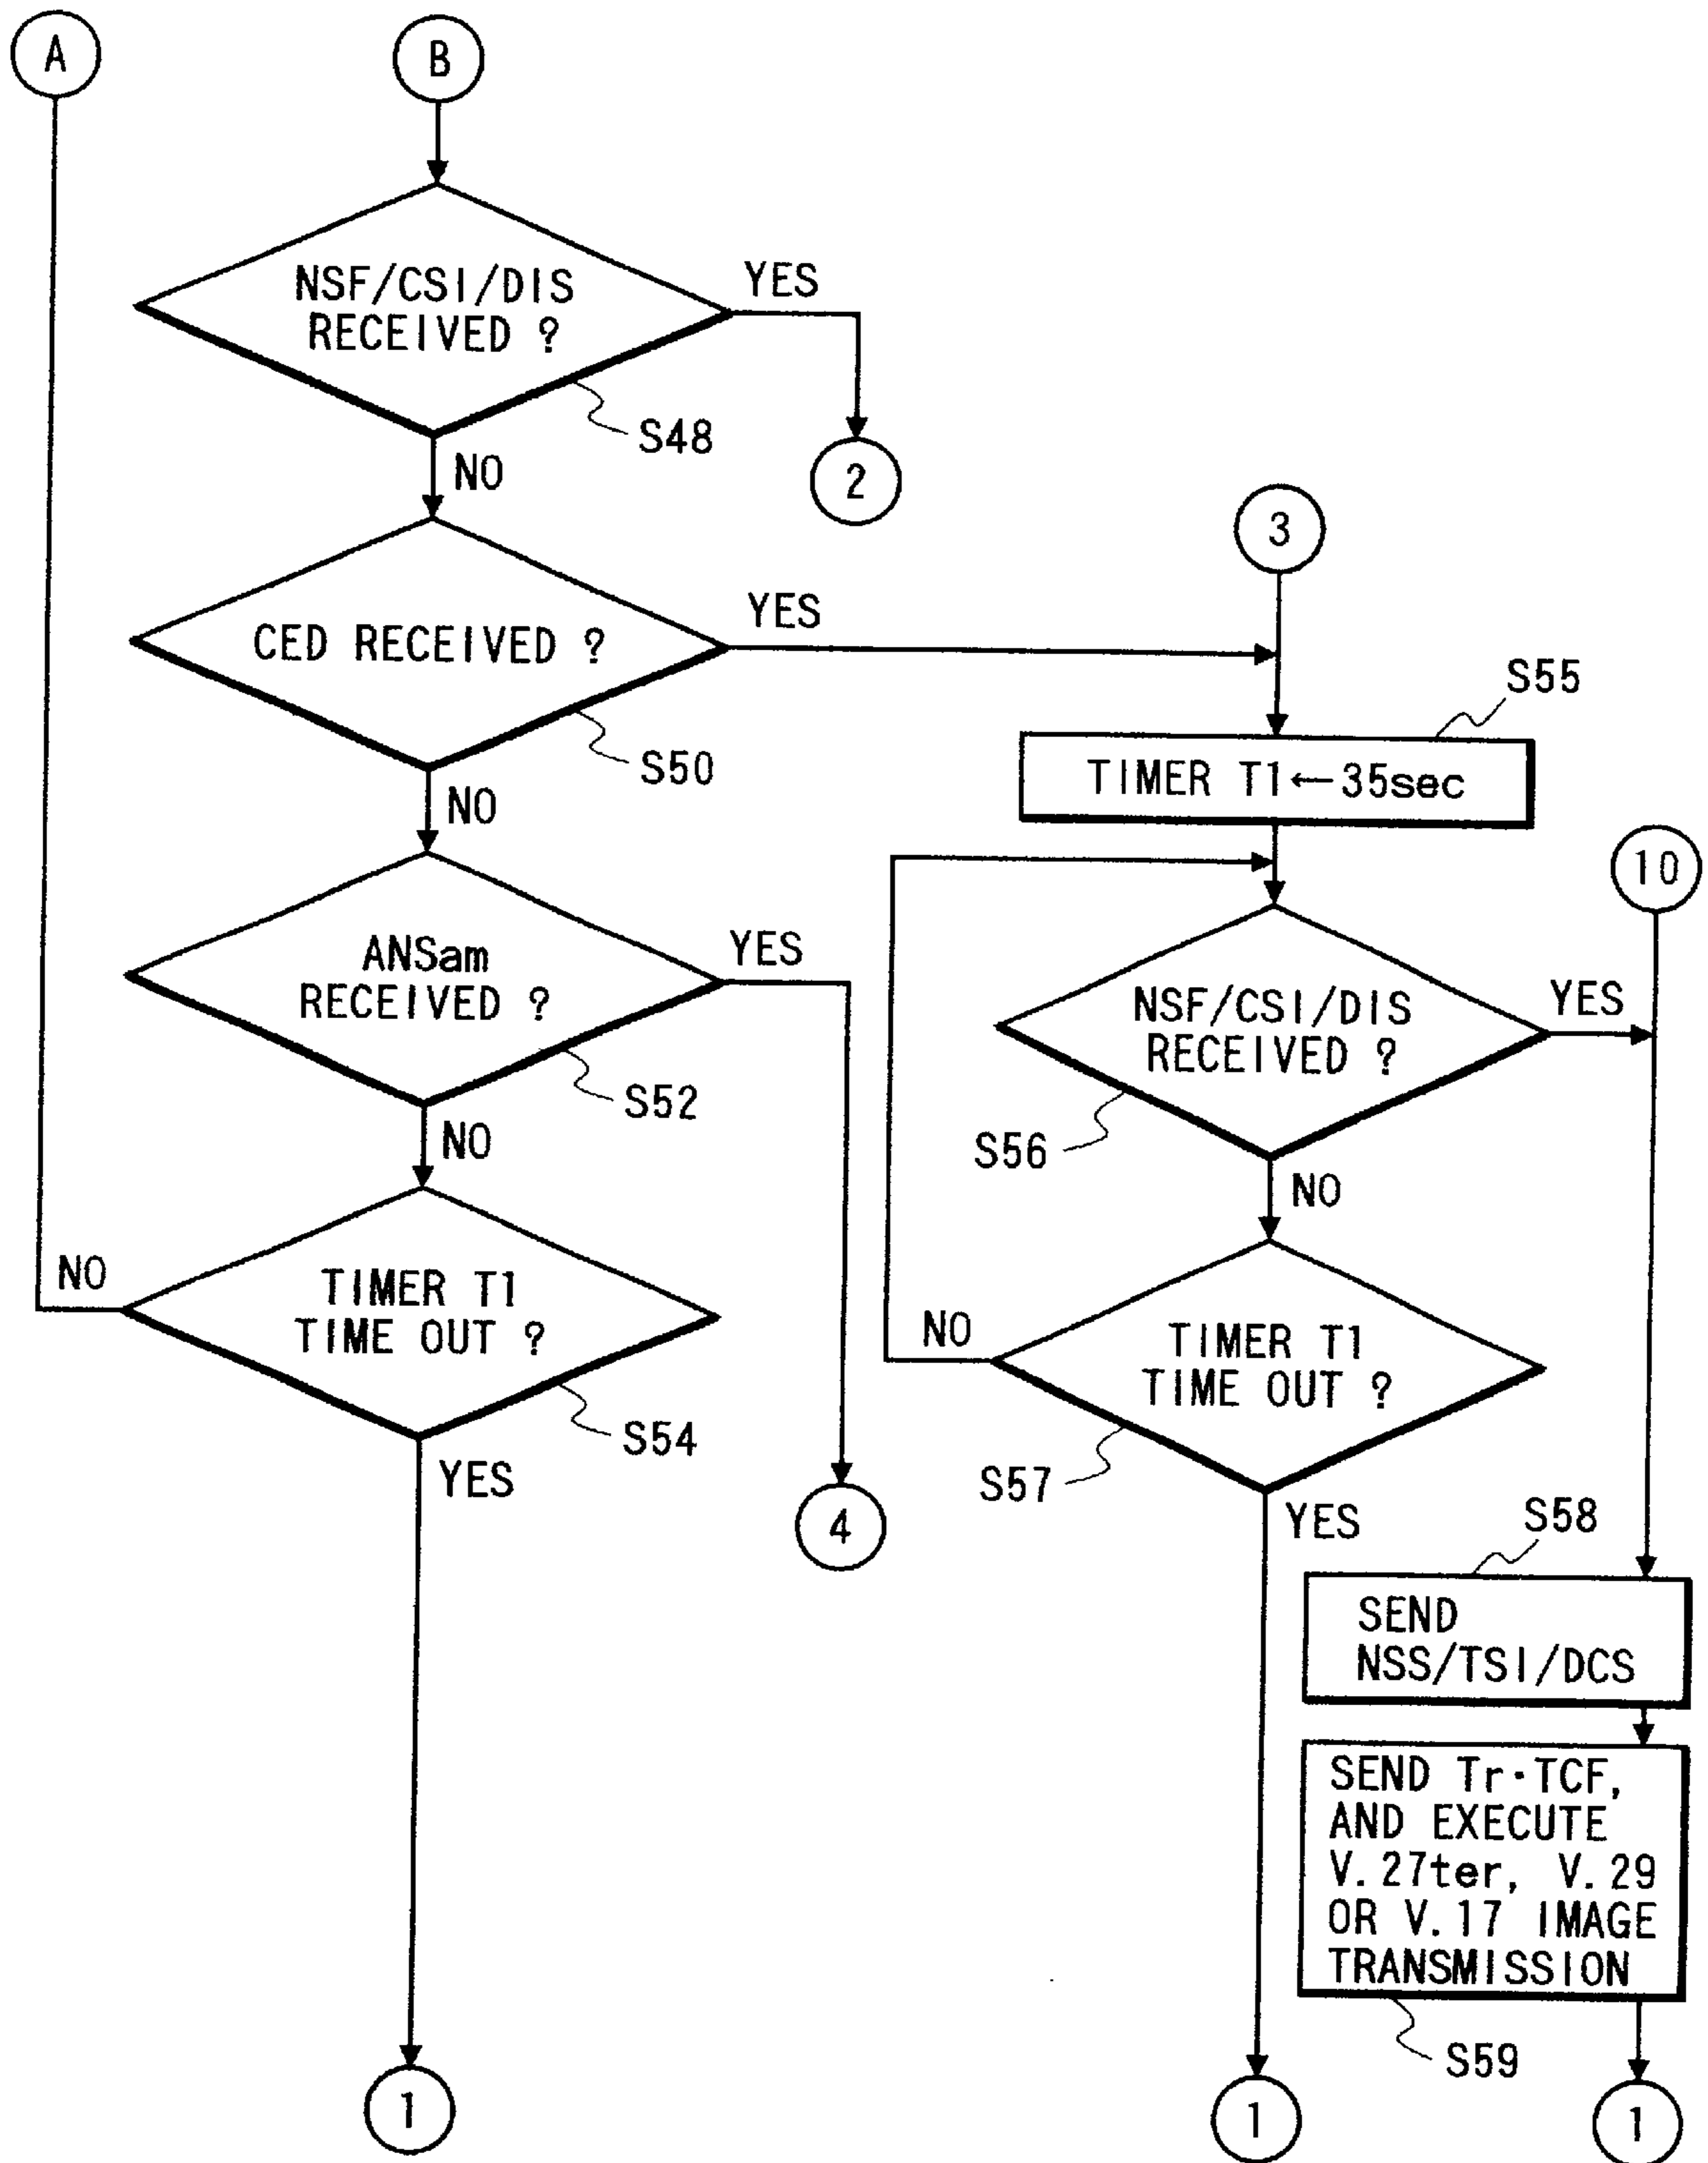 A
B
NSF/CSI/DIS
RECEIVED ?
YES
S48
NO
2
3
CED RECEIVED ?
YES
S50
NO
S55
TIMER T1←35sec
10
ANSam
RECEIVED ?
YES
S52
NO
NSF/CSI/DIS
RECEIVED ?
YES
S56
NO
TIMER T1
TIME OUT ?
NO
S54
YES
4
TIMER T1
TIME OUT ?
NO
S57
YES
S58
SEND
NSS/TSI/DCS
SEND Tr·TCF,
AND EXECUTE
V.27ter, V.29
OR V.17 IMAGE
TRANSMISSION
S59
1
1
1